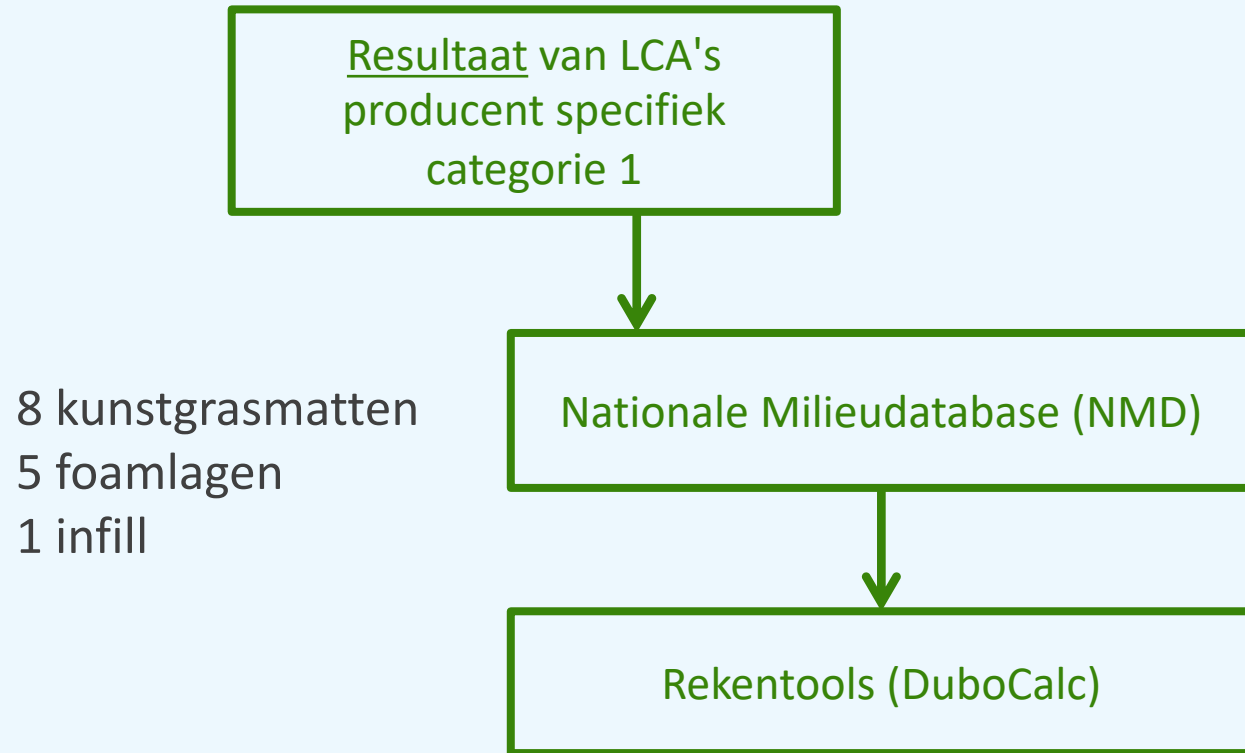 Resultaat van LCA's
producent specifiek
categorie 1
Nationale Milieudatabase (NMD)
8 kunstgrasmatten
5 foamlagen
1 infill
Rekentools (DuboCalc)